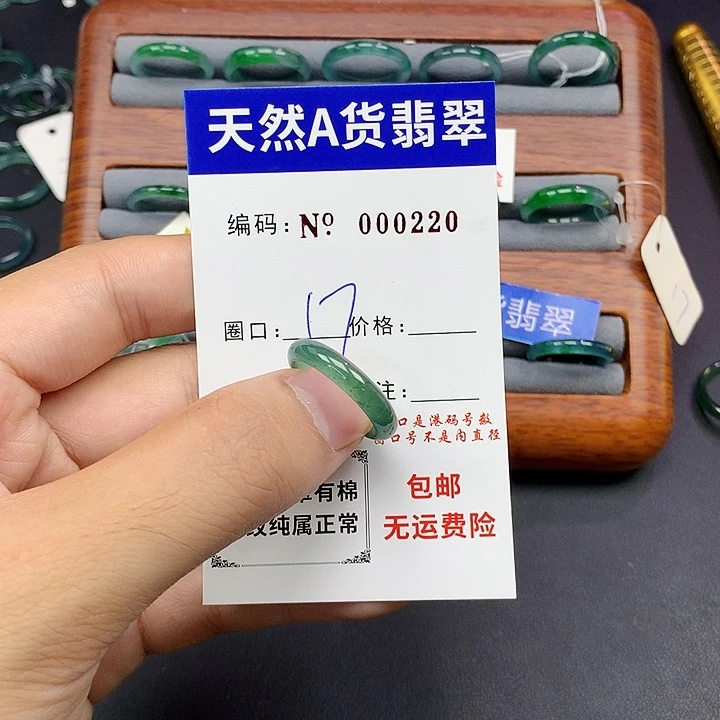 天然A货翡翠
编码：Nº 000220
圈口：17 价格：
注：
口是港码号数
口号不是内直径
有棉
纹纯属正常
包邮
无运费险
翡翠